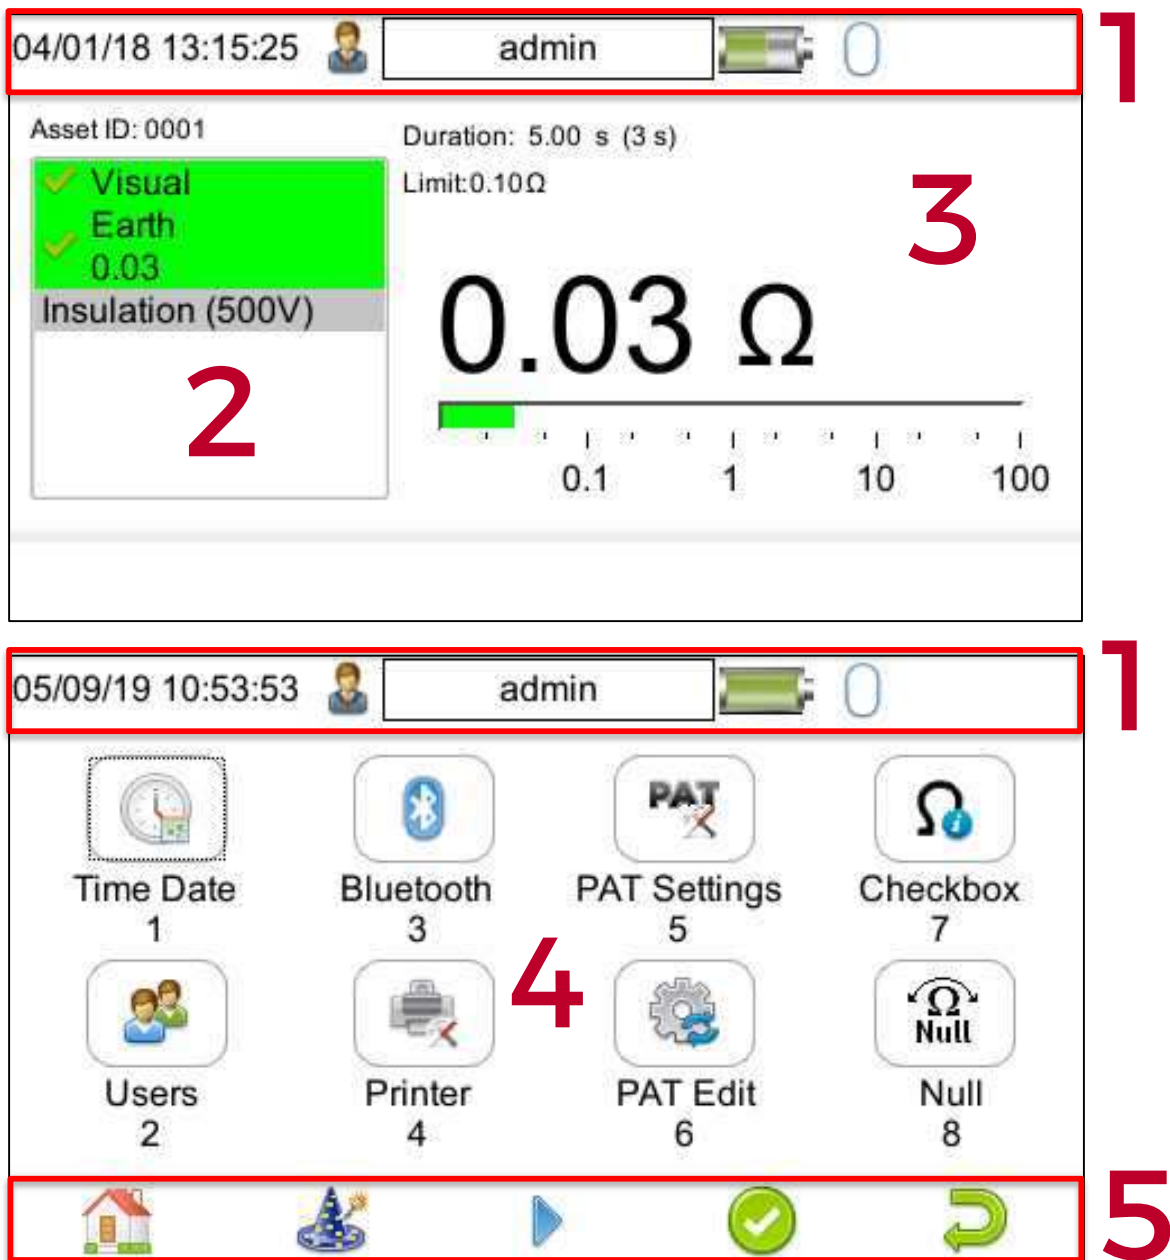 04/01/18 13:15:25 admin 1
Asset ID: 0001
Duration: 5.00 s (3 s)
Limit:0.10Ω
Visual
Earth
0.03
Insulation (500V)
2
3
0.03 Ω
0.1 1 10 100
05/09/19 10:53:53 admin 1
PAT
Time Date Bluetooth PAT Settings Checkbox
1 3 5 7
4
Ω
Null
Users Printer PAT Edit Null
2 4 6 8
5